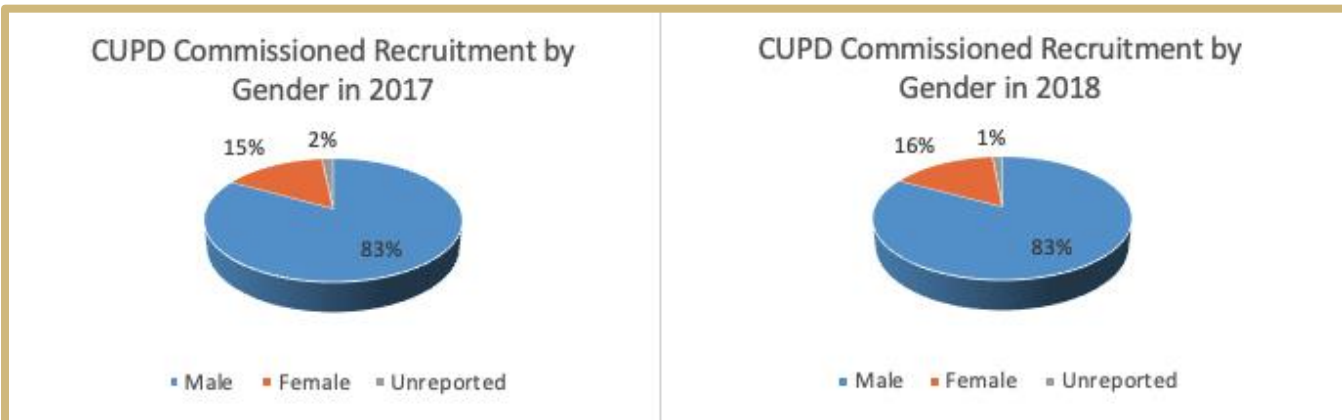 CUPD Commissioned Recruitment by
Gender in 2017
15%
2%
83%
Male Female Unreported
CUPD Commissioned Recruitment by
Gender in 2018
16%
1%
83%
Male Female Unreported